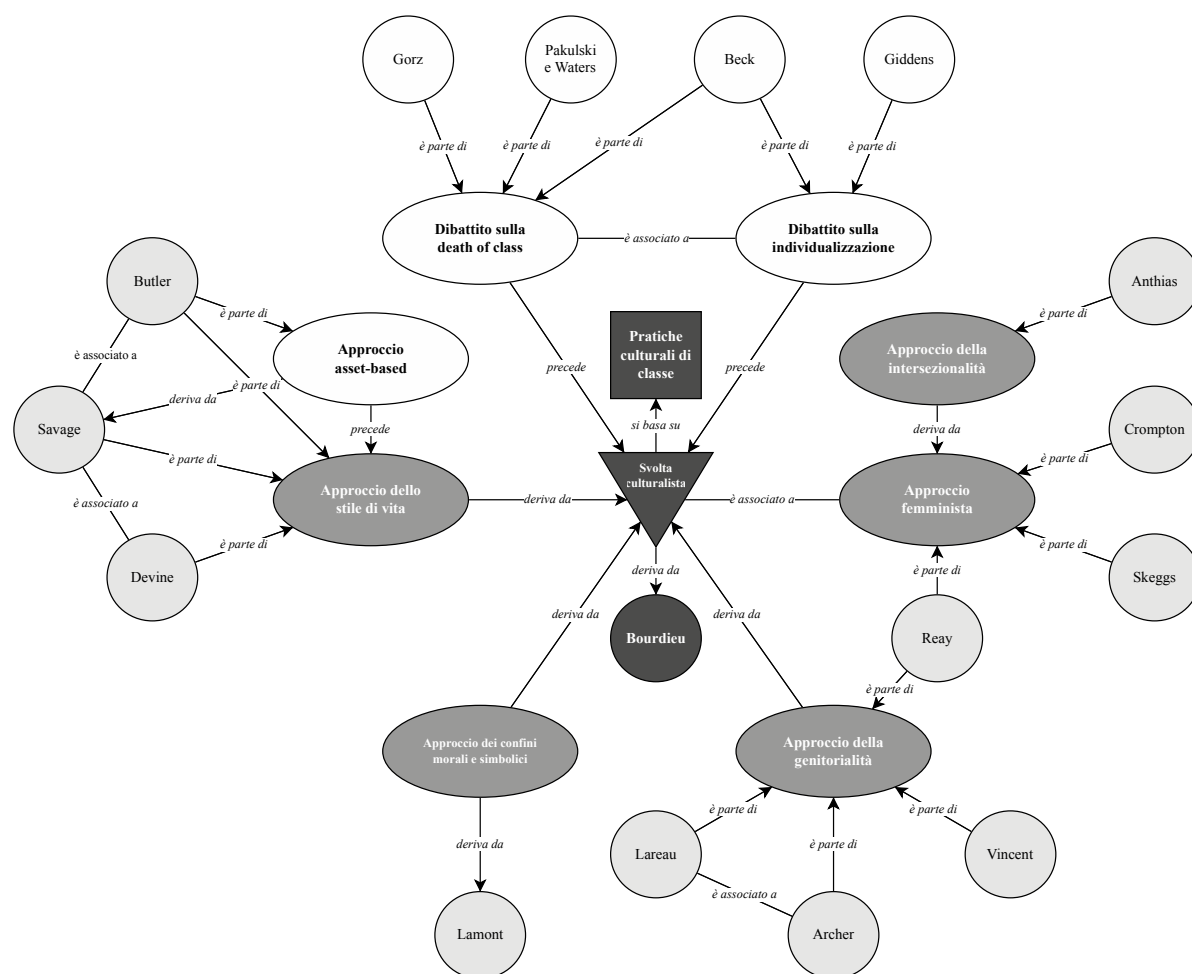 Gorz
Pakulski
e Waters
Beck
Giddens
è parte di
è parte di
è parte di
è parte di
è parte di
Dibattito sulla
death of class
è associato a
Dibattito sulla
individualizzazione
Butler
Anthias
è parte di
è parte di
Approccio
asset-based
Pratiche
culturali di
classe
Approccio della
intersezionalità
è associato a
precede
precede
è parte di
deriva da
Savage
precede
si basa su
deriva da
Crompton
è parte di
è parte di
Svolta
culturalista
Approccio dello
stile di vita
deriva da
è associato a
Approccio
femminista
è associato a
Devine
è parte di
deriva da
è parte di
è parte di
Skeggs
deriva da
deriva da
Bourdieu
Reay
è parte di
Approccio dei confini
morali e simbolici
Approccio della
genitorialità
è parte di
è parte di
deriva da
è parte di
Lareau
Vincent
è associato a
Lamont
Archer